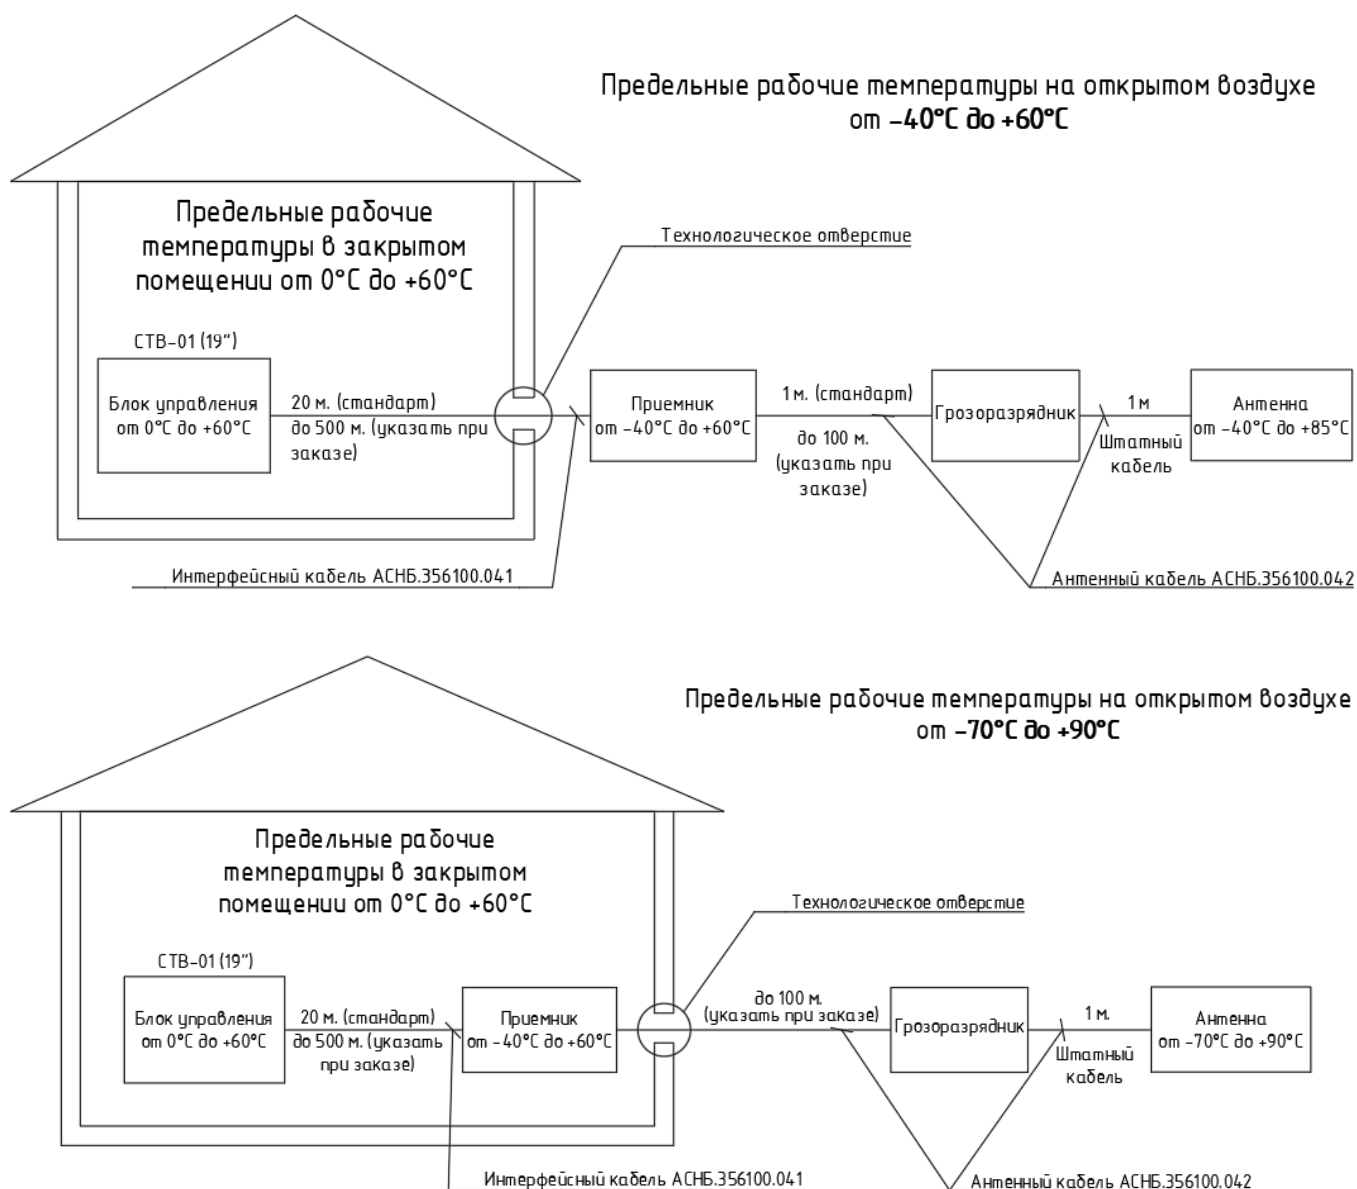 Предельные рабочие температуры на открытом воздухе
от -40°C до +60°C
Предельные рабочие
температуры в закрытом
помещении от 0°C до +60°C
Технологическое отверстие
СТВ-01 (19")
Блок управления
от 0°C до +60°C
20 м. (стандарт)
до 500 м. (указать при
заказе)
Приемник
от -40°C до +60°C
1 м. (стандарт)
до 100 м.
(указать при
заказе)
Грозоразрядник
1 м
Штатный
кабель
Антенна
от -40°C до +85°C
Интерфейсный кабель АСНБ.356100.041
Антенный кабель АСНБ.356100.042
Предельные рабочие температуры на открытом воздухе
от -70°C до +90°C
Предельные рабочие
температуры в закрытом
помещении от 0°C до +60°C
Технологическое отверстие
СТВ-01 (19")
Блок управления
от 0°C до +60°C
20 м. (стандарт)
до 500 м. (указать
при заказе)
Приемник
от -40°C до +60°C
до 100 м.
(указать при заказе)
Грозоразрядник
1 м.
Штатный
кабель
Антенна
от -70°C до +90°C
Интерфейсный кабель АСНБ.356100.041
Антенный кабель АСНБ.356100.042